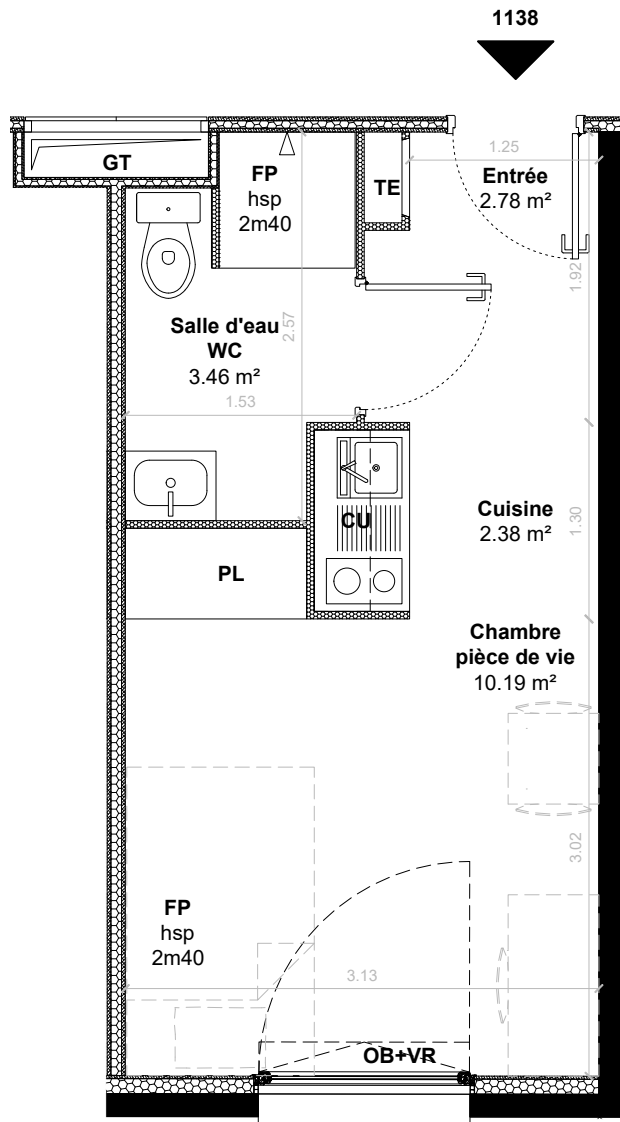 1138
GT
FP
hsp
2m40
TE
1.25
Entrée
2.78 m²
1.92
Salle d'eau
WC
3.46 m²
2.57
1.53
CU
Cuisine
2.38 m²
1.30
PL
Chambre
pièce de vie
10.19 m²
3.02
FP
hsp
2m40
3.13
OB+VR